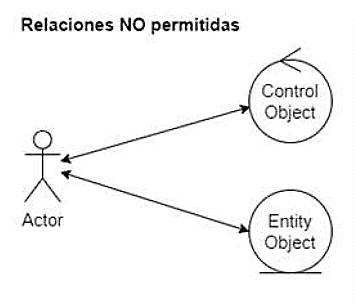 Relaciones NO permitidas
Control
Object
Actor
Entity
Object